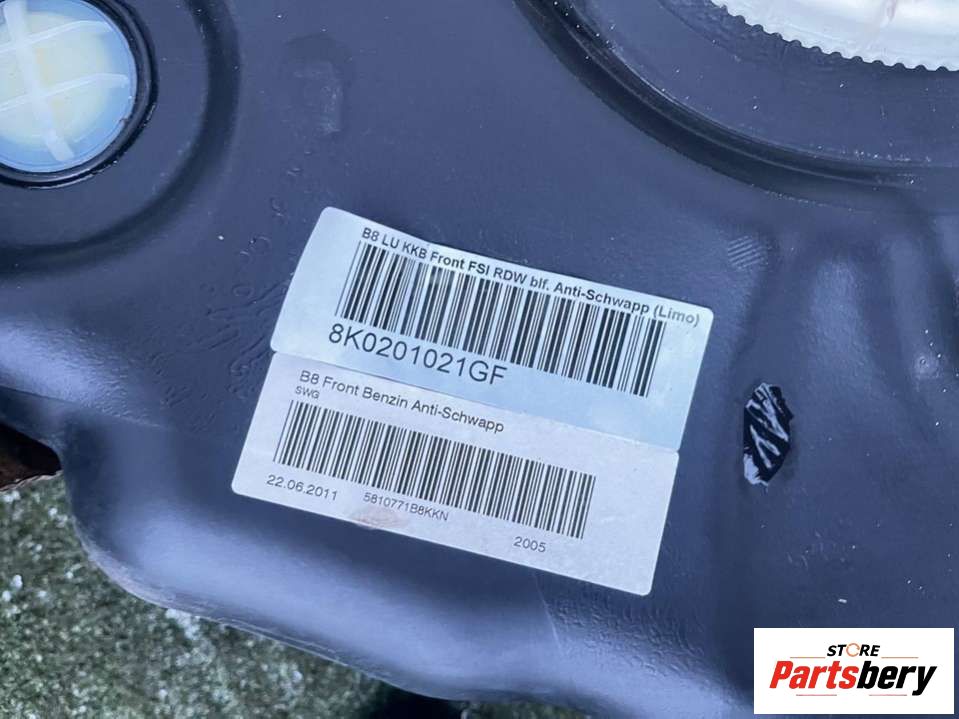 B8 LU KKB Front FSI RDW blf. Anti-Schwapp (Limo)
8K0201021GF
B8 Front Benzin Anti-Schwapp
SWG
22.06.2011 5810771B8KKN 2005
STORE
Partsbery